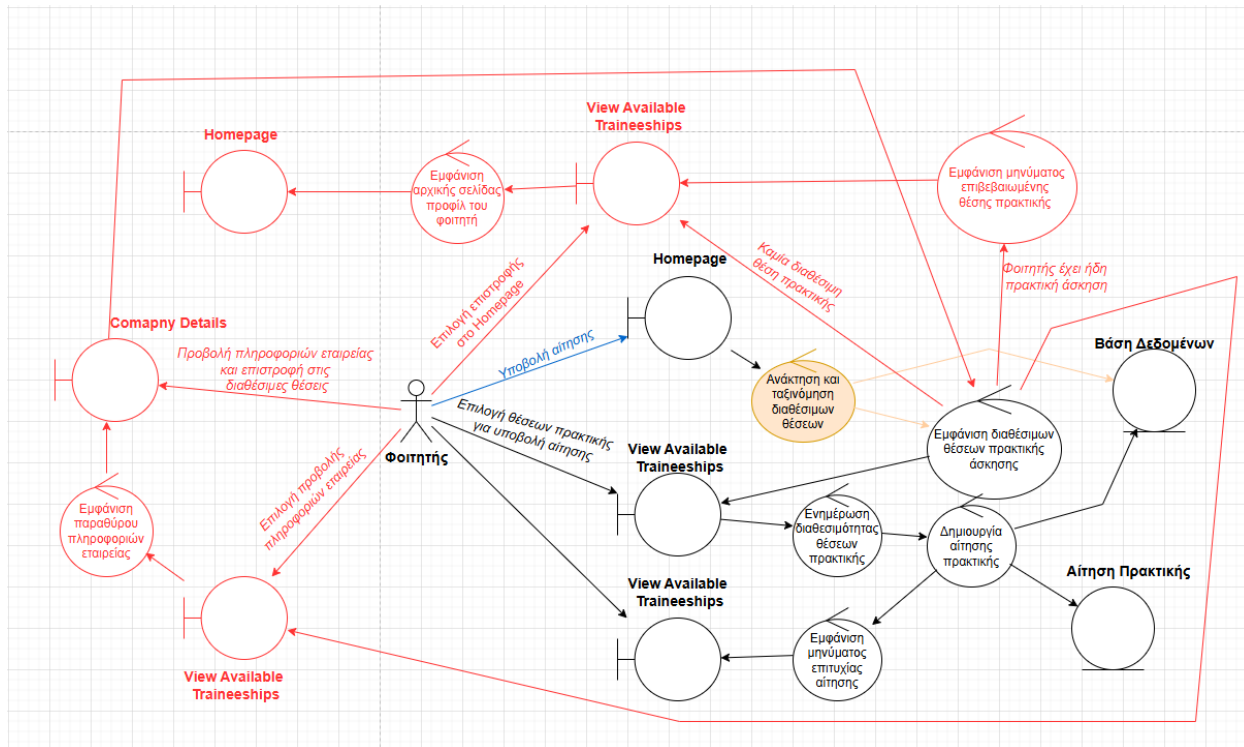 View Available
Traineeships
Homepage
Εμφάνιση
αρχικής σελίδας
προφίλ του
φοιτητή
Εμφάνιση μηνύματος
επιβεβαιωμένης
θέσης πρακτικής
Επιλογή επιστροφής
στο Homepage
Homepage
Καμία διαθέσιμη
θέση πρακτικής
Φοιτητής έχει ήδη
πρακτική άσκηση
Comapny Details
Προβολή πληροφοριών εταιρείας
και επιστροφή στις
διαθέσιμες θέσεις
Υποβολή αίτησης
Βάση Δεδομένων
Ανάκτηση και
ταξινόμηση
διαθέσιμων
θέσεων
Επιλογή θέσεων πρακτικής
για υποβολή αίτησης
Φοιτητής
Εμφάνιση διαθέσιμων
θέσεων πρακτικής
άσκησης
View Available
Traineeships
Επιλογή προβολής
πληροφοριών εταιρείας
Εμφάνιση
παραθύρου
πληροφοριών
εταιρείας
Ενημέρωση
διαθεσιμότητας
θέσεων
πρακτικής
Δημιουργία
αίτησης
πρακτικής
View Available
Traineeships
Αίτηση Πρακτικής
Εμφάνιση
μηνύματος
επιτυχίας
αίτησης
View Available
Traineeships